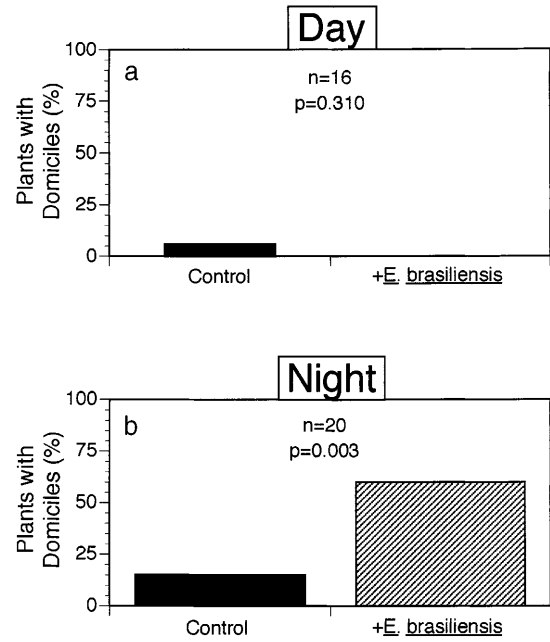 Day
a
n=16
p=0.310
100
75
50
25
0
Plants with
Domiciles (%)
Control
+E. brasiliensis
Night
b
n=20
p=0.003
100
75
50
25
0
Plants with
Domiciles (%)
Control
+E. brasiliensis